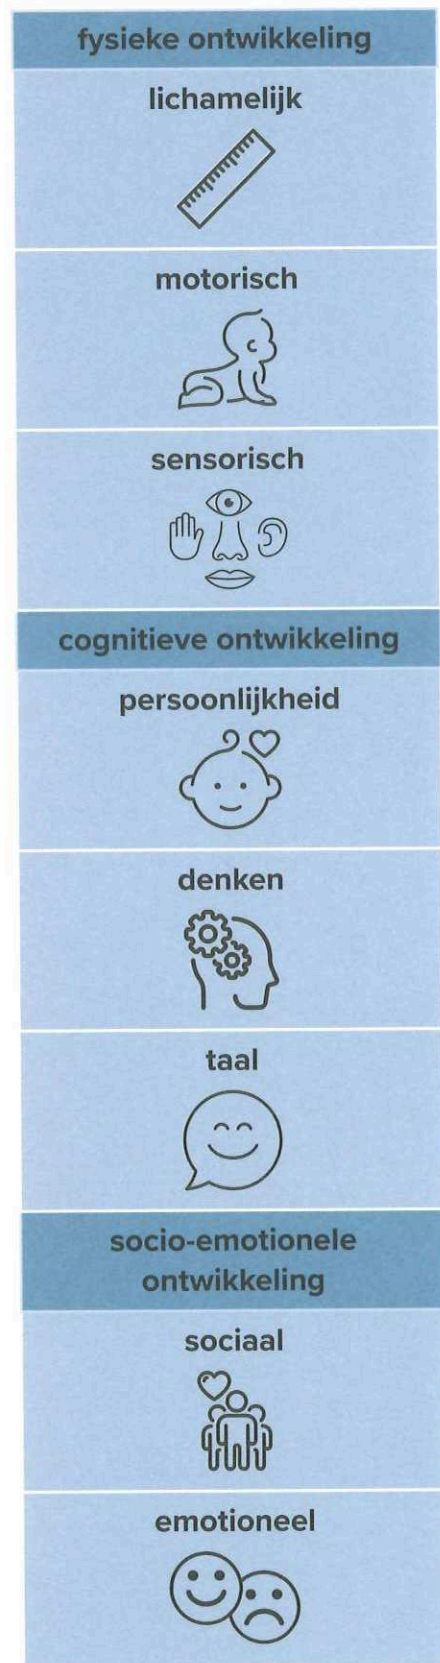 fysieke ontwikkeling
lichamelijk
motorisch
sensorisch
cognitieve ontwikkeling
persoonlijkheid
denken
taal
socio-emotionele
ontwikkeling
sociaal
emotioneel